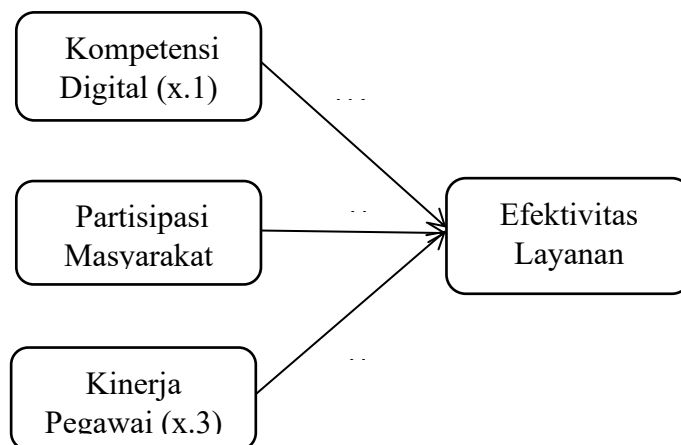 Kompetensi
Digital (x.1)
Partisipasi
Masyarakat
Efektivitas
Layanan
Kinerja
Pegawai (x.3)